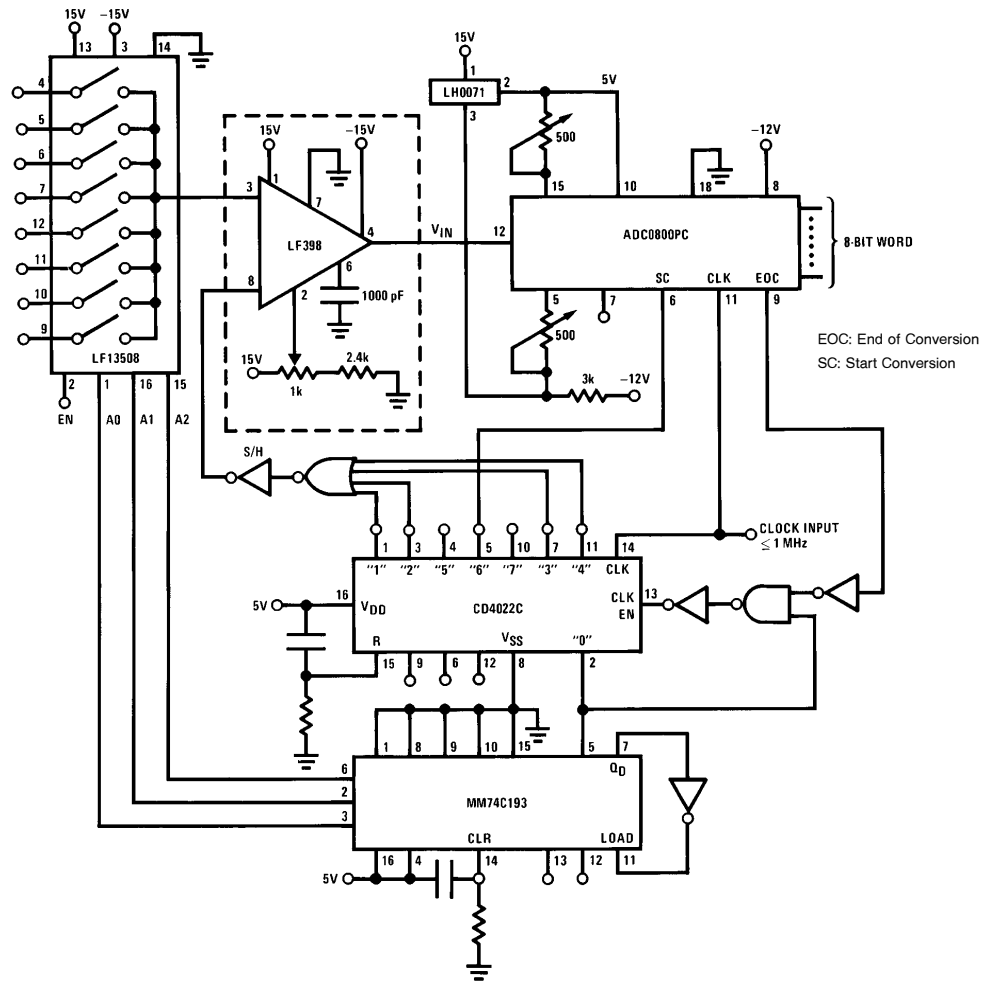 15V
-15V
13
3
14
4
5
6
7
12
11
10
9
LF13508
2
1
16
15
EN
A0
A1
A2
15V
-15V
3
1
7
4
LF398
8
2
6
1000 pF
15V
1k
2.4k
VIN
15V
1
LH0071
2
3
5V
500
15
10
18
-12V
8
12
ADC0800PC
8-BIT WORD
SC
CLK
EOC
5
7
6
11
9
500
3k
-12V
EOC: End of Conversion
SC: Start Conversion
S/H
CLOCK INPUT
≤ 1 MHz
1
3
4
5
10
7
11
14
"1"
"2"
"5"
"6"
"7"
"3"
"4"
CLK
5V
16
VDD
CD4022C
CLK
EN
13
R
VSS
"0"
15
9
6
12
8
2
1
8
9
10
15
5
7
QD
6
2
3
MM74C193
CLR
LOAD
5V
16
4
14
13
12
11